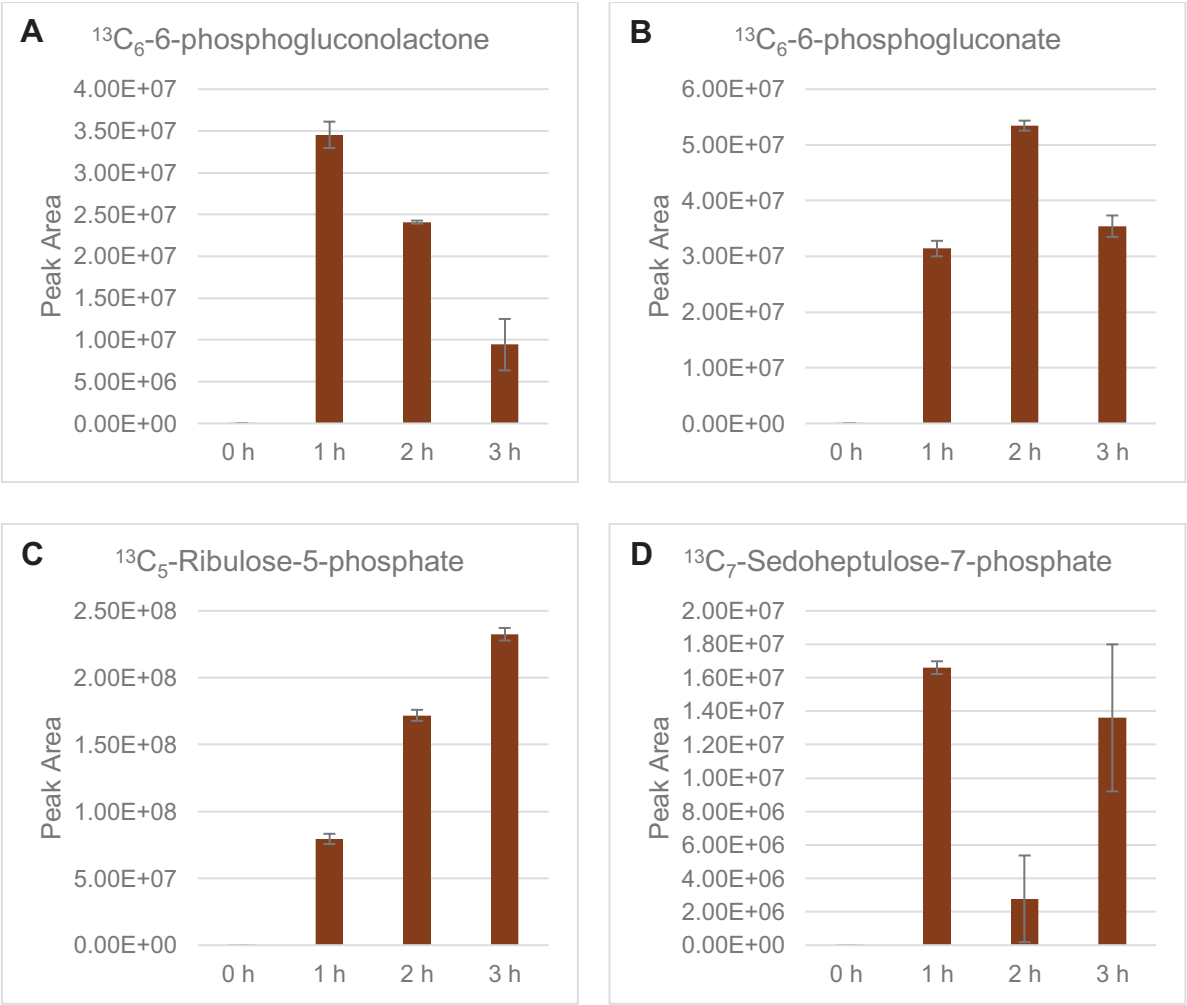 A ¹³C₆-6-phosphogluconolactone
4.00E+07
3.50E+07
3.00E+07
2.50E+07
2.00E+07
1.50E+07
1.00E+07
5.00E+06
0.00E+00
Peak Area
0 h 1 h 2 h 3 h
B ¹³C₆-6-phosphogluconate
6.00E+07
5.00E+07
4.00E+07
3.00E+07
2.00E+07
1.00E+07
0.00E+00
Peak Area
0 h 1 h 2 h 3 h
C ¹³C₅-Ribulose-5-phosphate
2.50E+08
2.00E+08
1.50E+08
1.00E+08
5.00E+07
0.00E+00
Peak Area
0 h 1 h 2 h 3 h
D ¹³C₇-Sedoheptulose-7-phosphate
2.00E+07
1.80E+07
1.60E+07
1.40E+07
1.20E+07
1.00E+07
8.00E+06
6.00E+06
4.00E+06
2.00E+06
0.00E+00
Peak Area
0 h 1 h 2 h 3 h